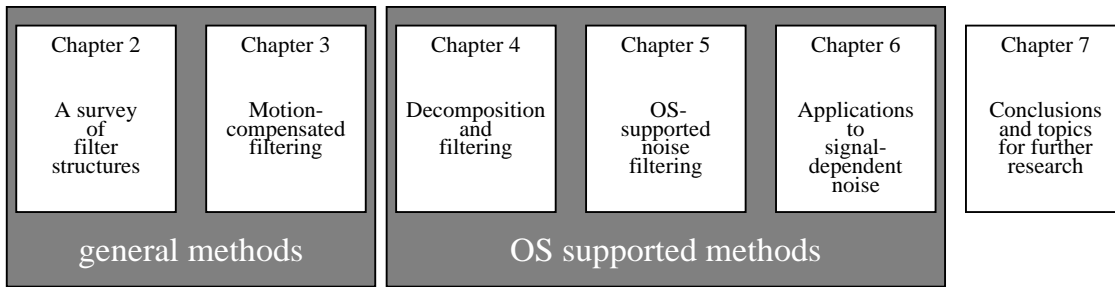 Chapter 2
A survey
of
filter
structures
Chapter 3
Motion-
compensated
filtering
Chapter 4
Decomposition
and
filtering
Chapter 5
OS-
supported
noise
filtering
Chapter 6
Applications
to
signal-
dependent
noise
Chapter 7
Conclusions
and topics
for further
research
general methods
OS supported methods